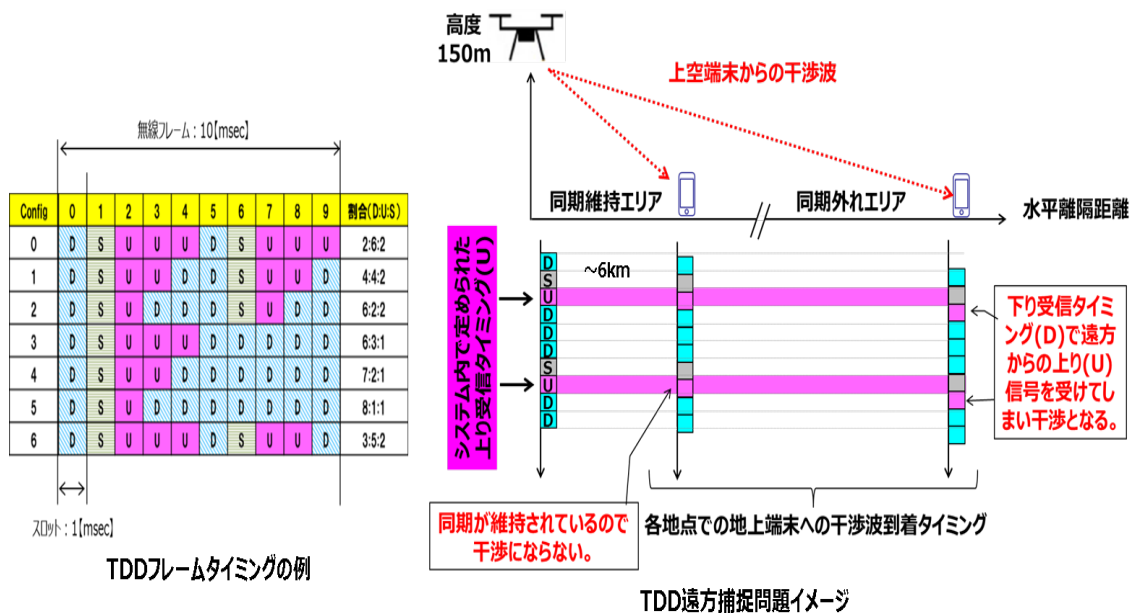 無線フレーム:10【msec】
Config 0 1 2 3 4 5 6 7 8 9 割合(D:U:S)
0 D S U U U D S U U U 2:6:2
1 D S U U D D S U U D 4:4:2
2 D S U D D D S U D D 6:2:2
3 D S U U U D D D D D 6:3:1
4 D S U U D D D D D D 7:2:1
5 D S U D D D D D D D 8:1:1
6 D S U U U D S U U D 3:5:2
スロット:1【msec】
TDDフレームタイミングの例
高度
150m
上空端末からの干渉波
同期維持エリア
同期外れエリア
水平離隔距離
システム内で定められた
上り受信タイミング(U)
D
S
U
D
D
D
S
U
D
D
~6km
下り受信タイミ
ング(D)で遠方
からの上り(U)
信号を受けてし
まい干渉となる。
同期が維持されているので
干渉にならない。
各地点での地上端末への干渉波到着タイミング
TDD遠方捕捉問題イメージ